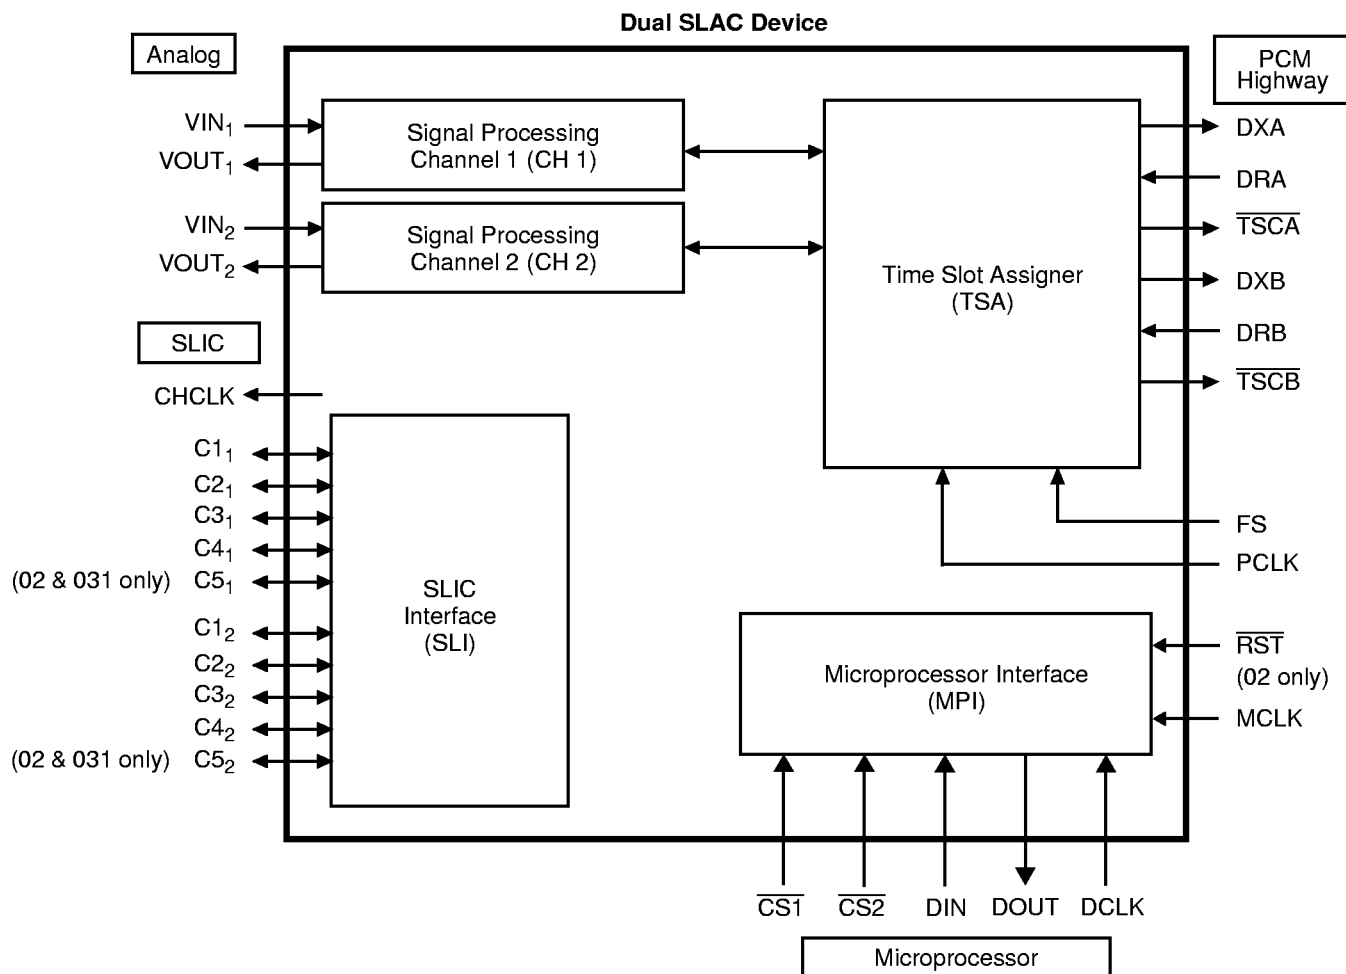 Dual SLAC Device
Analog
PCM
Highway
VIN1
VOUT1
VIN2
VOUT2
Signal Processing
Channel 1 (CH 1)
Signal Processing
Channel 2 (CH 2)
Time Slot Assigner
(TSA)
DXA
DRA
TSCA
DXB
DRB
TSCB
SLIC
CHCLK
C11
C21
C31
C41
(02 & 031 only) C51
C12
C22
C32
C42
(02 & 031 only) C52
SLIC
Interface
(SLI)
FS
PCLK
Microprocessor Interface
(MPI)
RST
(02 only)
MCLK
CS1 CS2 DIN DOUT DCLK
Microprocessor